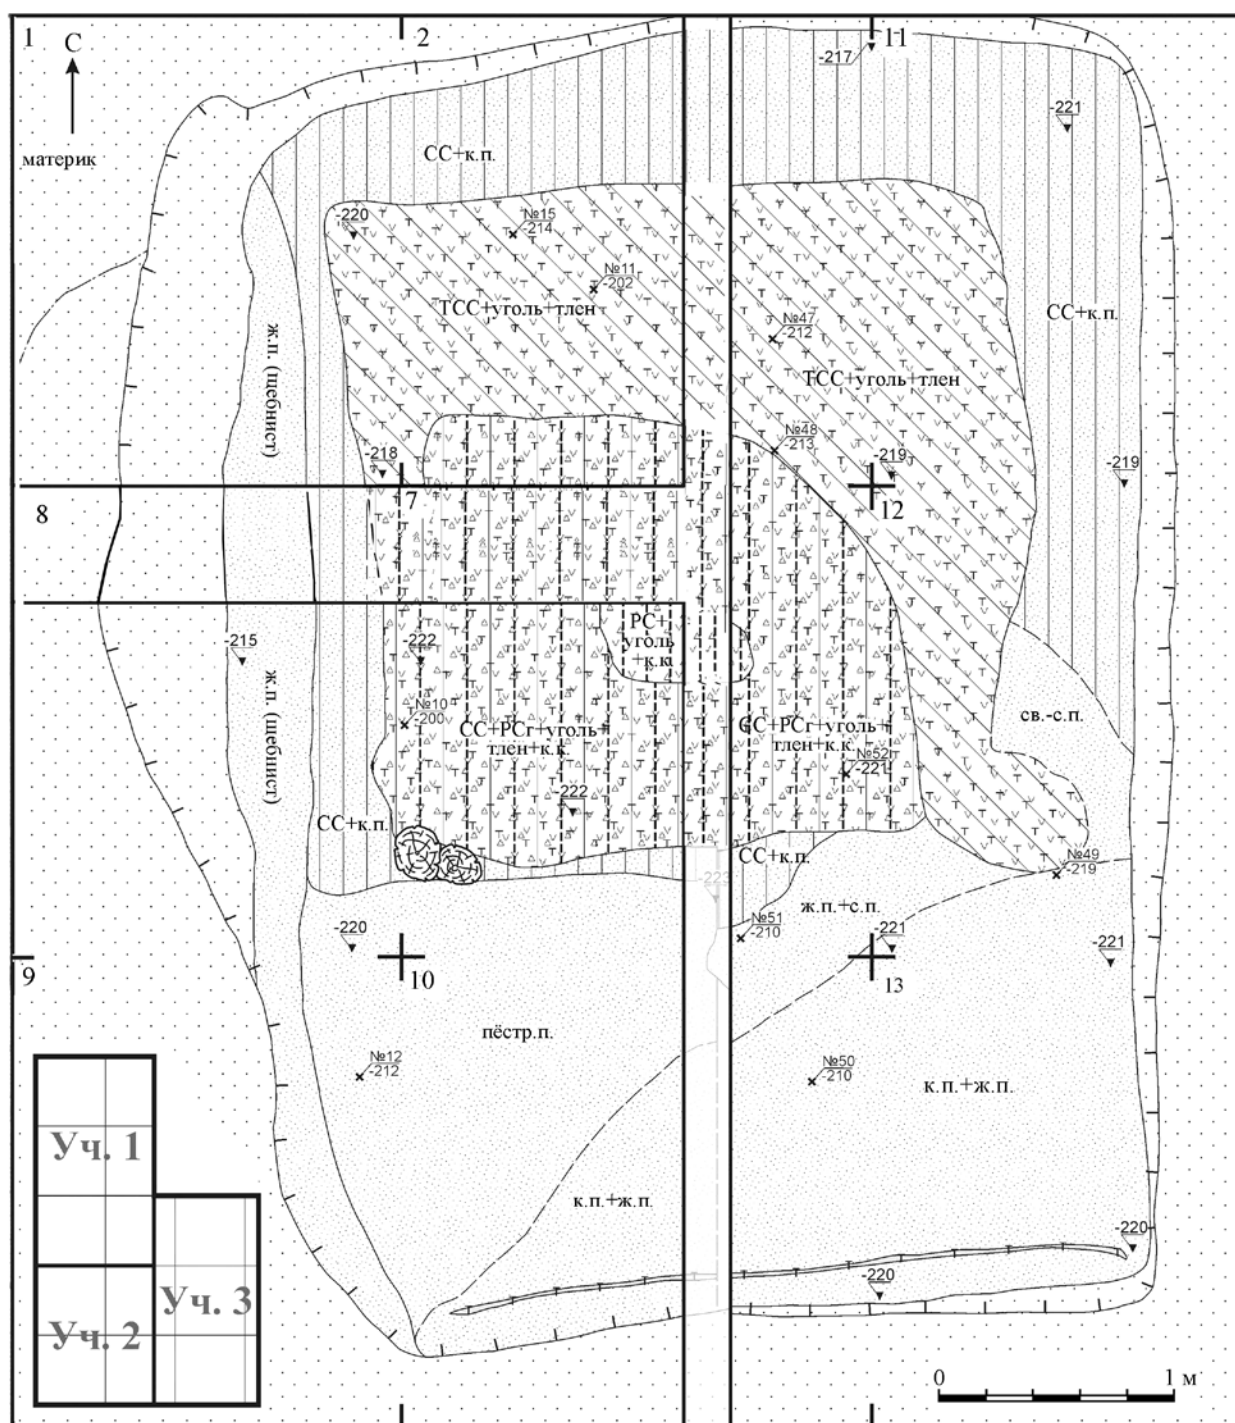 1
2
11
С
-217
-221
материк
СС+к.п.
-220
№15
-214
№11
-202
ТСС+уголь+тлен
№47
-212
СС+к.п.
ж.п. (щебнист)
ТСС+уголь+тлен
№48
-213
-218
-219
-219
8
7
12
-215
-222
РС+
уголь
+к.к.
№10
-200
СС+РСг+уголь+
тлен+к.к.
СС+РСг+уголь+
тлен+к.к.
св.-с.п.
№52
-221
ж.п. (щебнист)
-222
СС+к.п.
СС+к.п.
№49
-219
-223
ж.п.+с.п.
-220
№51
-210
-221
-221
9
10
13
пёстр.п.
№12
-212
№50
-210
к.п.+ж.п.
Уч. 1
к.п.+ж.п.
-220
-220
Уч. 3
Уч. 2
0
1 м